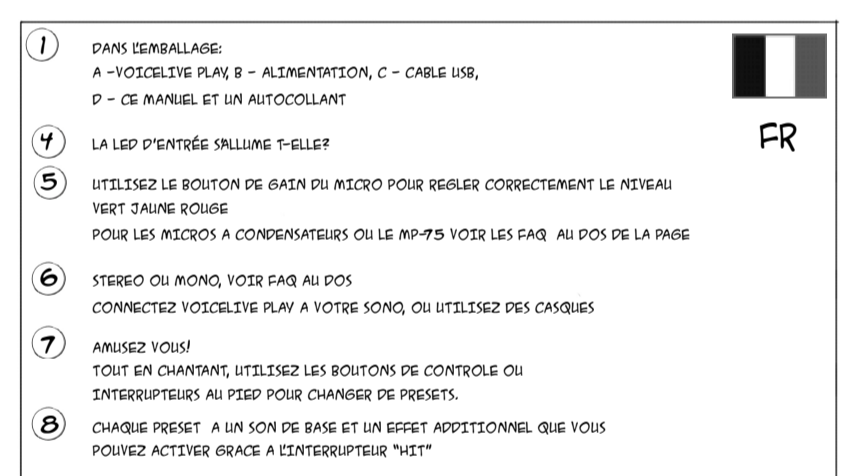 1 DANS L'EMBALLAGE:
A -VOICELIVE PLAY, B - ALIMENTATION, C - CABLE USB,
D - CE MANUEL ET UN AUTOCOLLANT
FR
4 LA LED D'ENTRÉE S'ALLUME T-ELLE?
5 UTILISEZ LE BOUTON DE GAIN DU MICRO POUR REGLER CORRECTEMENT LE NIVEAU
VERT JAUNE ROUGE
POUR LES MICROS A CONDENSATEURS OU LE MP-75 VOIR LES FAQ AU DOS DE LA PAGE
6 STEREO OU MONO, VOIR FAQ AU DOS
CONNECTEZ VOICELIVE PLAY A VOTRE SONO, OU UTILISEZ DES CASQUES
7 AMUSEZ VOUS!
TOUT EN CHANTANT, UTILISEZ LES BOUTONS DE CONTROLE OU
INTERRUPTEURS AU PIED POUR CHANGER DE PRESETS.
8 CHAQUE PRESET A UN SON DE BASE ET UN EFFET ADDITIONNEL QUE VOUS
POUVEZ ACTIVER GRACE A L'INTERRUPTEUR "HIT"